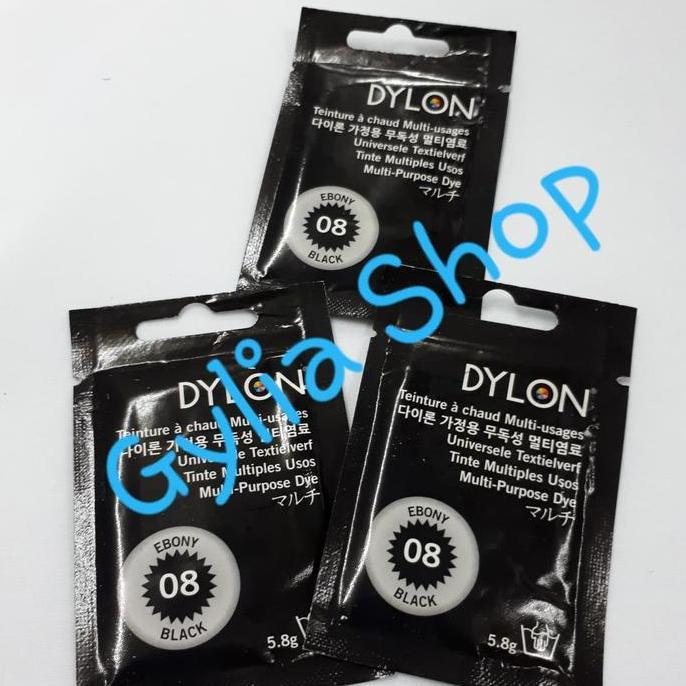 DYLON
Teinture à chaud Multi-usages
다이론 가정용 무독성 멀티염료
Universele Textielverf
Tinte Multiples Usos
Multi-Purpose Dye
マルチ
EBONY
08
BLACK
Gylia Shop
DYLON
Teinture à chaud Multi-usages
다이론 가정용 무독성 멀티염료
Universele Textielverf
Tinte Multiples Usos
Multi-Purpose Dye
マルチ
EBONY
08
BLACK
5.8g
DYLON
Teinture à chaud Multi-usages
다이론 가정용 무독성 멀티염료
Universele Textielverf
Tinte Multiples Usos
Multi-Purpose Dye
マルチ
EBONY
08
BLACK
5.8g